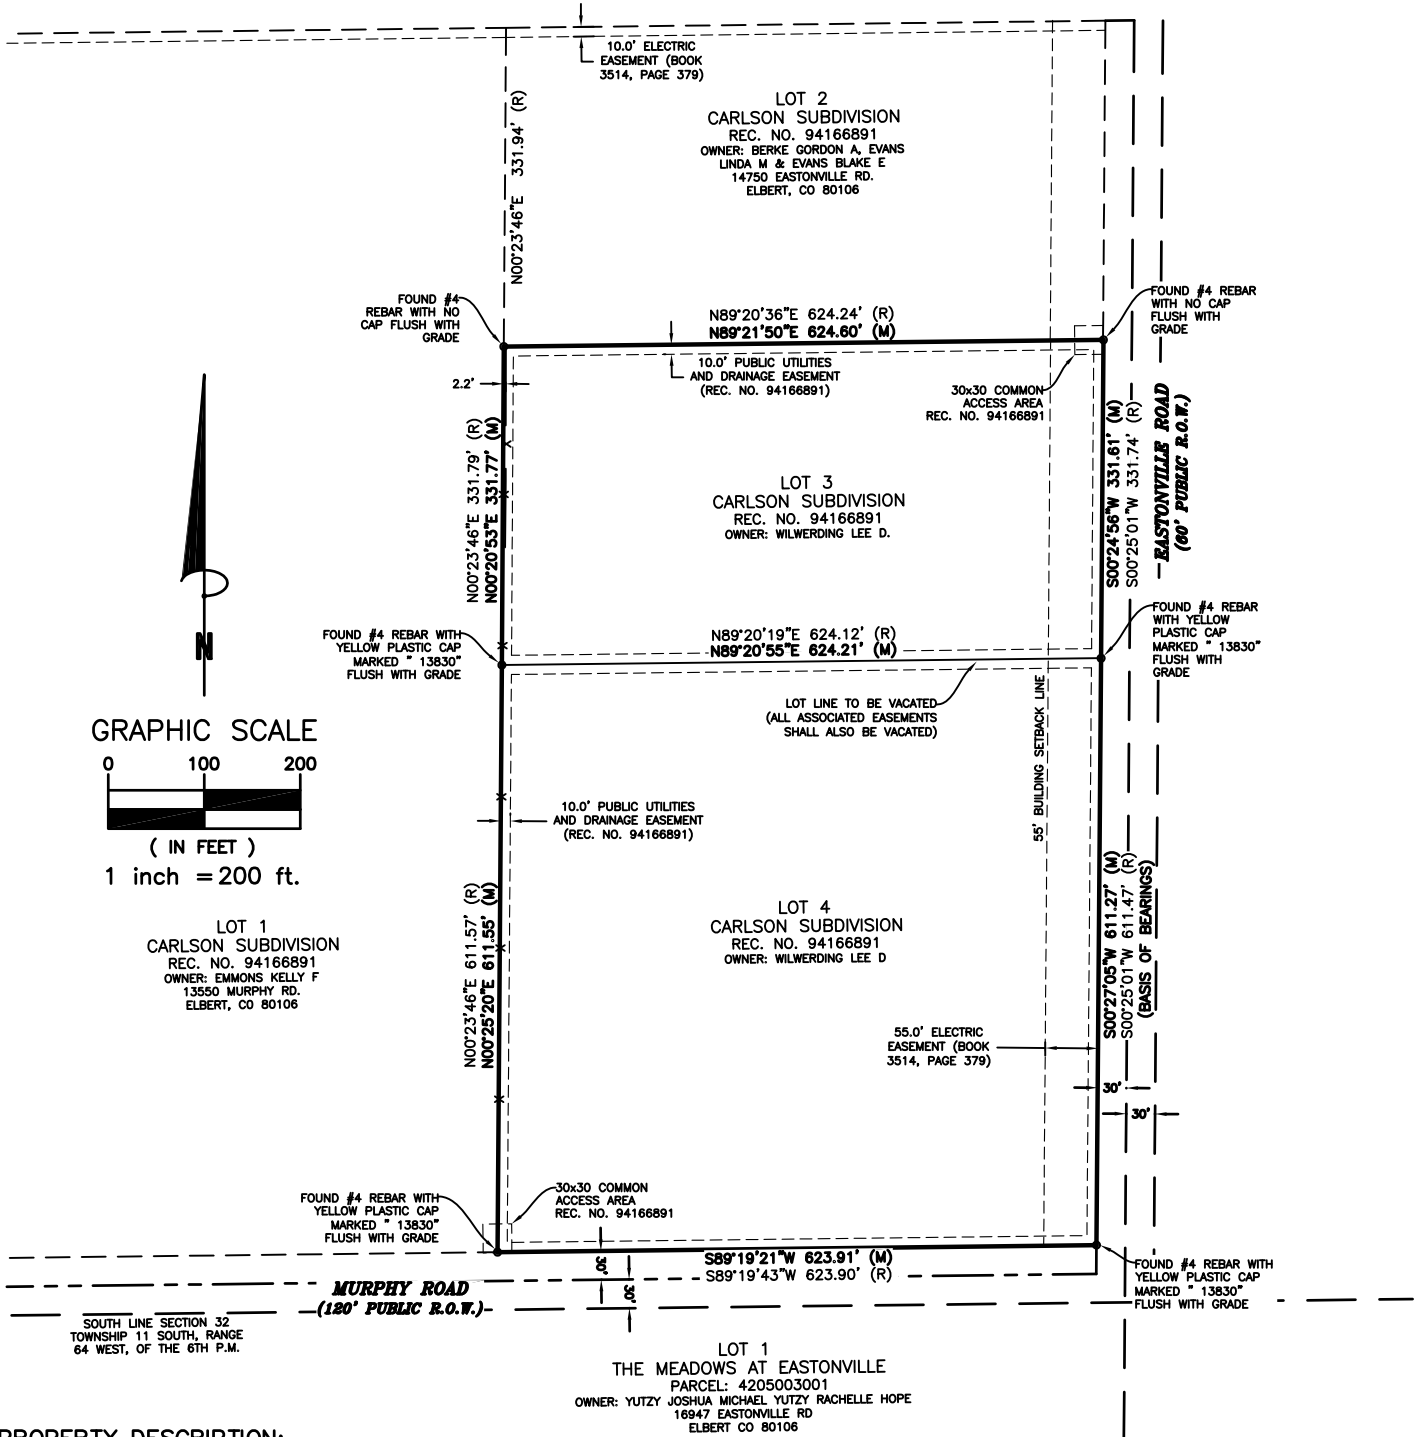 10.0' ELECTRIC
EASEMENT (BOOK
3514, PAGE 379)
LOT 2
CARLSON SUBDIVISION
REC. NO. 94166891
OWNER: BERKE GORDON A, EVANS
LINDA M & EVANS BLAKE E
14750 EASTONVILLE RD.
ELBERT, CO 80106
N00°23'46"E 331.94' (R)
FOUND #4
REBAR WITH NO
CAP FLUSH WITH
GRADE
N89°20'36"E 624.24' (R)
N89°21'50"E 624.60' (M)
FOUND #4 REBAR
WITH NO CAP
FLUSH WITH
GRADE
2.2'
10.0' PUBLIC UTILITIES
AND DRAINAGE EASEMENT
(REC. NO. 94166891)
30x30 COMMON
ACCESS AREA
REC. NO. 94166891
N00°23'46"E 331.79' (R)
N00°20'53"E 331.77' (M)
LOT 3
CARLSON SUBDIVISION
REC. NO. 94166891
OWNER: WILWERDING LEE D.
S00°24'56"W 331.61' (M)
S00°25'01"W 331.74' (R)
EASTONVILLE ROAD
(60' PUBLIC R.O.W.)
N
FOUND #4 REBAR WITH
YELLOW PLASTIC CAP
MARKED " 13830"
FLUSH WITH GRADE
N89°20'19"E 624.12' (R)
N89°20'55"E 624.21' (M)
FOUND #4 REBAR
WITH YELLOW
PLASTIC CAP
MARKED " 13830"
FLUSH WITH
GRADE
LOT LINE TO BE VACATED
(ALL ASSOCIATED EASEMENTS
SHALL ALSO BE VACATED)
55' BUILDING SETBACK LINE
GRAPHIC SCALE
0 100 200
( IN FEET )
1 inch = 200 ft.
10.0' PUBLIC UTILITIES
AND DRAINAGE EASEMENT
(REC. NO. 94166891)
LOT 1
CARLSON SUBDIVISION
REC. NO. 94166891
OWNER: EMMONS KELLY F
13550 MURPHY RD.
ELBERT, CO 80106
N00°23'46"E 611.57' (R)
N00°25'20"E 611.55' (M)
LOT 4
CARLSON SUBDIVISION
REC. NO. 94166891
OWNER: WILWERDING LEE D
S00°27'05"W 611.27' (M)
S00°25'01"W 611.47' (R)
(BASIS OF BEARINGS)
55.0' ELECTRIC
EASEMENT (BOOK
3514, PAGE 379)
30'
30'
FOUND #4 REBAR WITH
YELLOW PLASTIC CAP
MARKED " 13830"
FLUSH WITH GRADE
30x30 COMMON
ACCESS AREA
REC. NO. 94166891
S89°19'21"W 623.91' (M)
S89°19'43"W 623.90' (R)
30'
30'
FOUND #4 REBAR WITH
YELLOW PLASTIC CAP
MARKED " 13830"
FLUSH WITH GRADE
MURPHY ROAD
(120' PUBLIC R.O.W.)
SOUTH LINE SECTION 32
TOWNSHIP 11 SOUTH, RANGE
64 WEST, OF THE 6TH P.M.
LOT 1
THE MEADOWS AT EASTONVILLE
PARCEL: 4205003001
OWNER: YUTZY JOSHUA MICHAEL YUTZY RACHELLE HOPE
16947 EASTONVILLE RD
ELBERT CO 80106
PROPERTY DESCRIPTION: